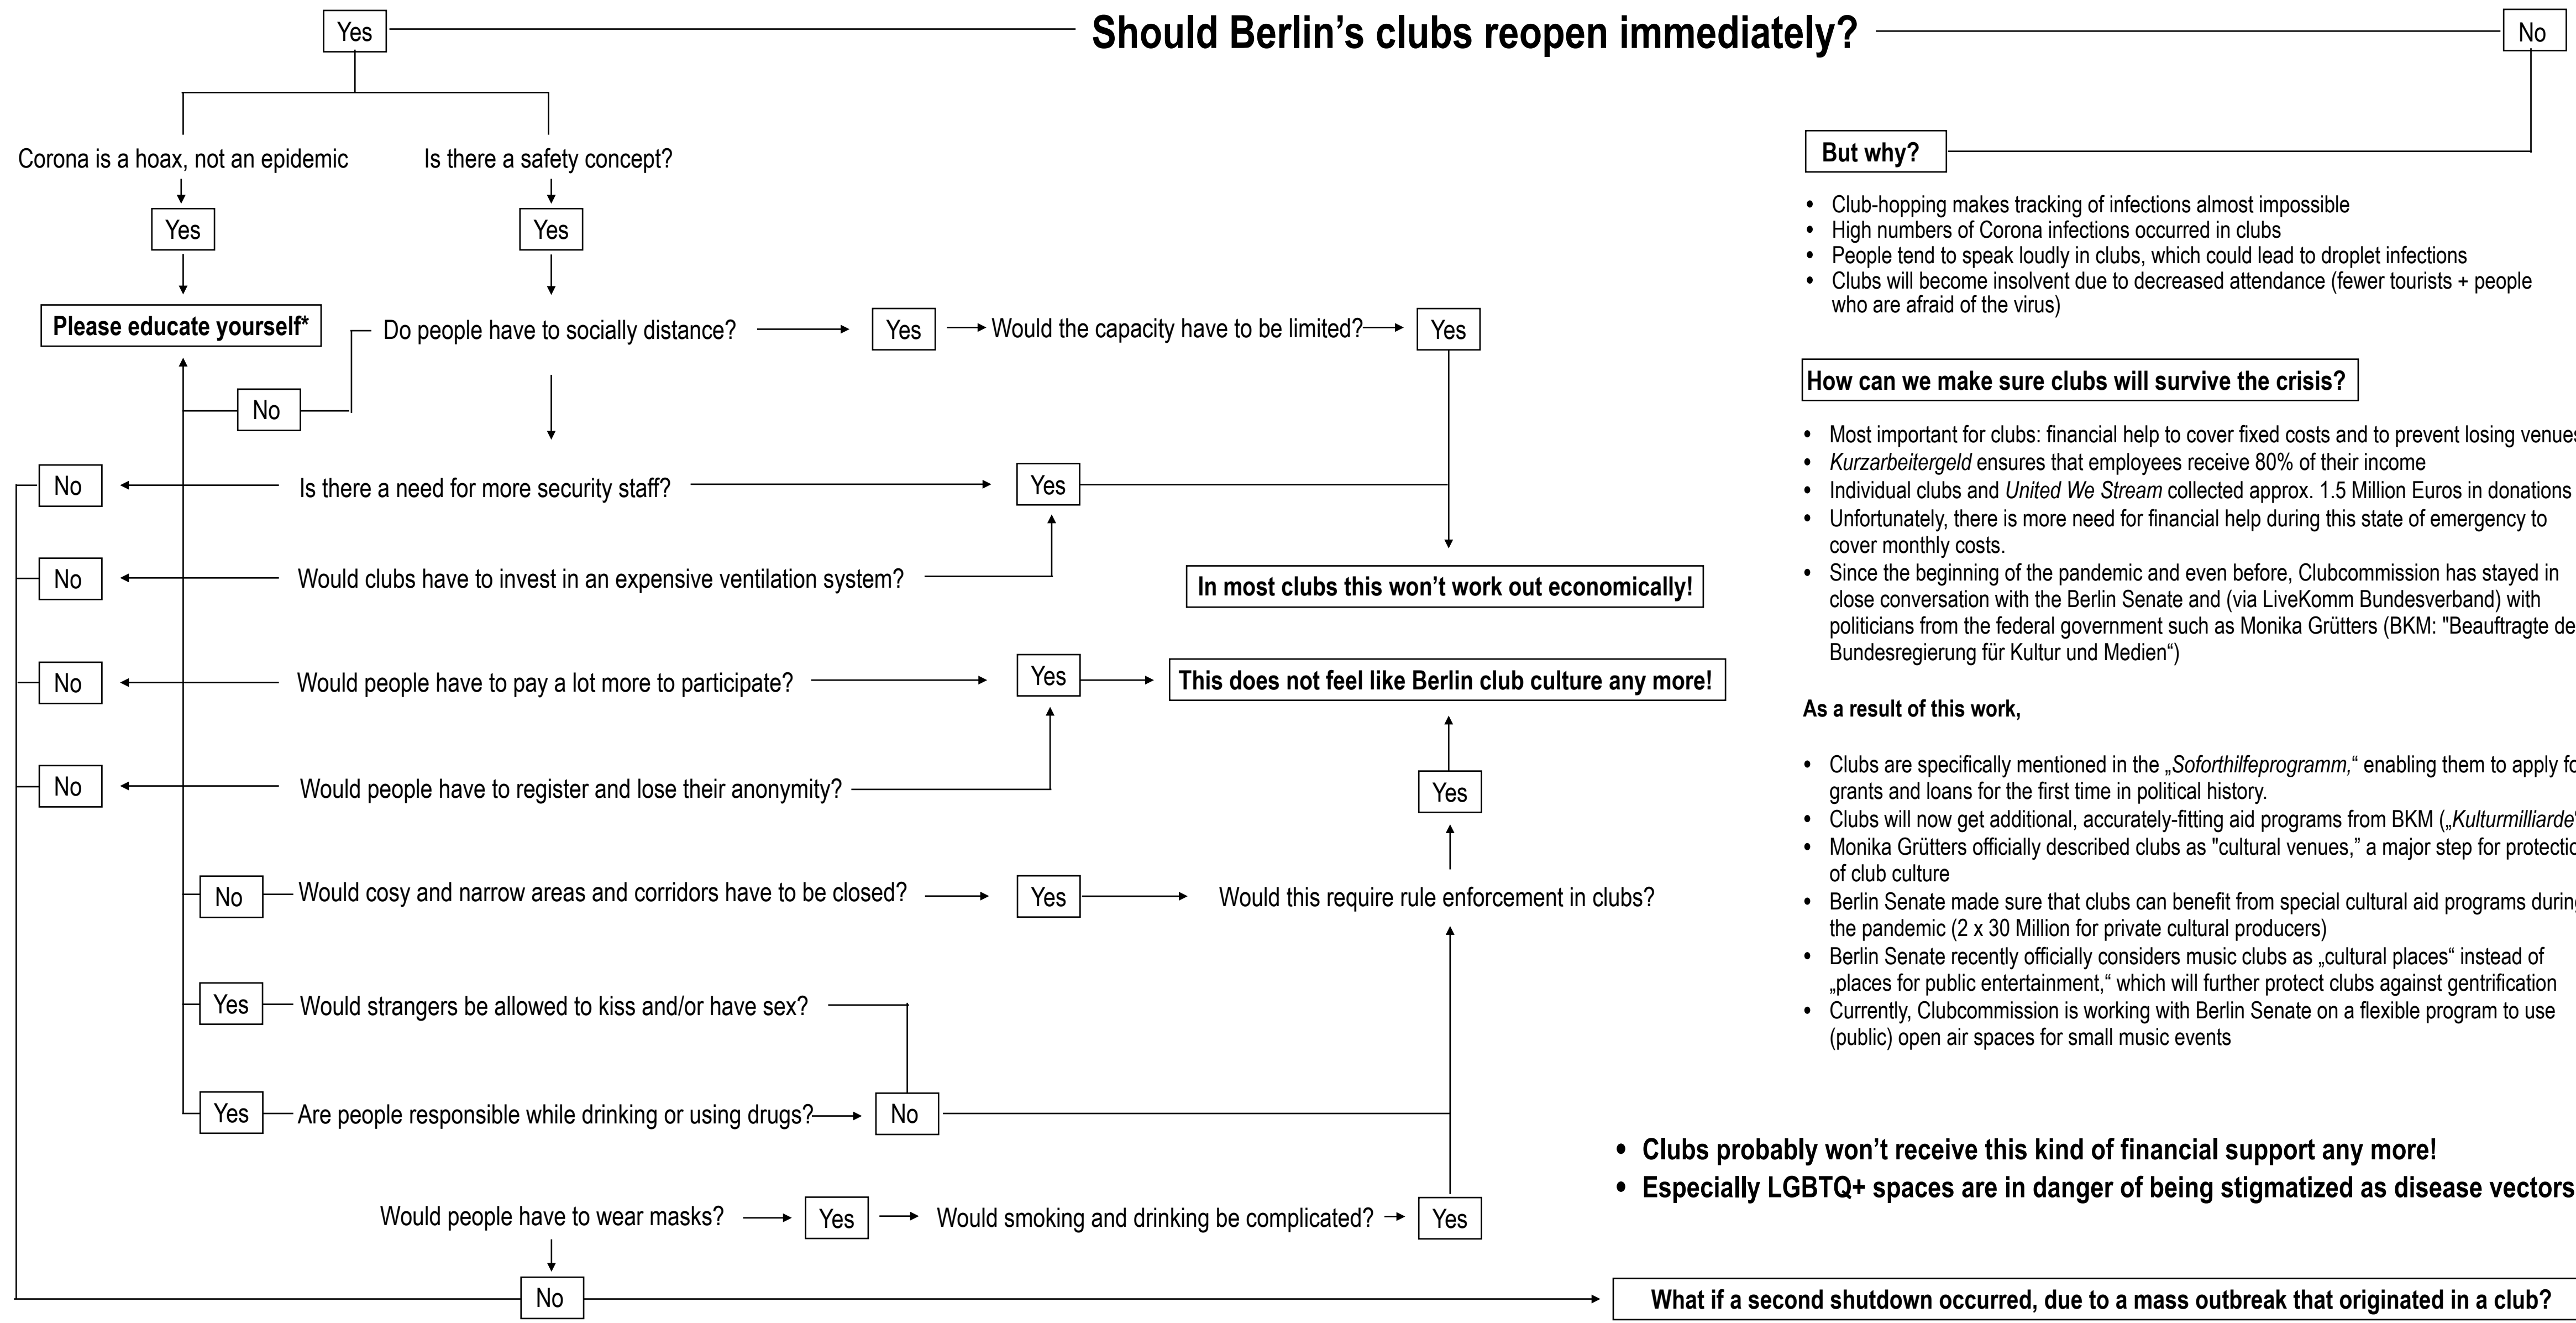 Yes
Should Berlin's clubs reopen immediately?
No
Corona is a hoax, not an epidemic
Is there a safety concept?
Yes
Yes
Please educate yourself*
Do people have to socially distance?
Yes
Would the capacity have to be limited?
Yes
No
No
Is there a need for more security staff?
Yes
No
Would clubs have to invest in an expensive ventilation system?
In most clubs this won't work out economically!
No
Would people have to pay a lot more to participate?
Yes
This does not feel like Berlin club culture any more!
No
Would people have to register and lose their anonymity?
Yes
No
Would cosy and narrow areas and corridors have to be closed?
Yes
Would this require rule enforcement in clubs?
Yes
Would strangers be allowed to kiss and/or have sex?
Yes
Are people responsible while drinking or using drugs?
No
Would people have to wear masks?
Yes
Would smoking and drinking be complicated?
Yes
No
But why?
• Club-hopping makes tracking of infections almost impossible
• High numbers of Corona infections occurred in clubs
• People tend to speak loudly in clubs, which could lead to droplet infections
• Clubs will become insolvent due to decreased attendance (fewer tourists + people
who are afraid of the virus)
How can we make sure clubs will survive the crisis?
• Most important for clubs: financial help to cover fixed costs and to prevent losing venues
• Kurzarbeitergeld ensures that employees receive 80% of their income
• Individual clubs and United We Stream collected approx. 1.5 Million Euros in donations
• Unfortunately, there is more need for financial help during this state of emergency to
cover monthly costs.
• Since the beginning of the pandemic and even before, Clubcommission has stayed in
close conversation with the Berlin Senate and (via LiveKomm Bundesverband) with
politicians from the federal government such as Monika Grütters (BKM: "Beauftragte de
Bundesregierung für Kultur und Medien“)
As a result of this work,
• Clubs are specifically mentioned in the „Soforthilfeprogramm,“ enabling them to apply fo
grants and loans for the first time in political history.
• Clubs will now get additional, accurately-fitting aid programs from BKM („Kulturmilliarde“
• Monika Grütters officially described clubs as "cultural venues,” a major step for protectio
of club culture
• Berlin Senate made sure that clubs can benefit from special cultural aid programs during
the pandemic (2 x 30 Million for private cultural producers)
• Berlin Senate recently officially considers music clubs as „cultural places“ instead of
„places for public entertainment,“ which will further protect clubs against gentrification
• Currently, Clubcommission is working with Berlin Senate on a flexible program to use
(public) open air spaces for small music events
• Clubs probably won't receive this kind of financial support any more!
• Especially LGBTQ+ spaces are in danger of being stigmatized as disease vectors
What if a second shutdown occurred, due to a mass outbreak that originated in a club?